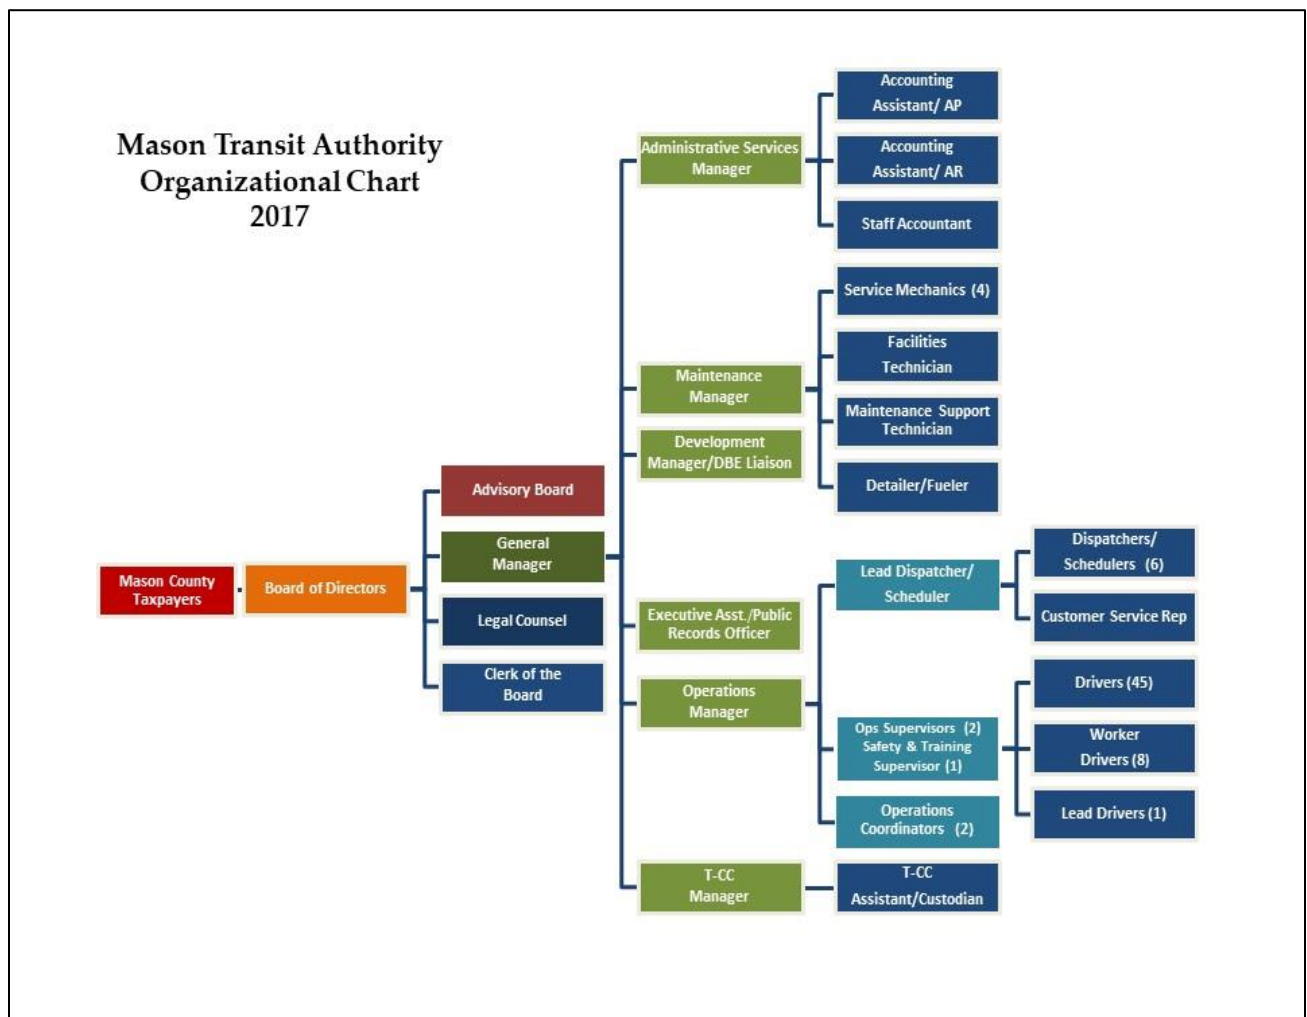 Mason Transit Authority
Organizational Chart
2017
Mason County
Taxpayers
Board of Directors
Advisory Board
General
Manager
Legal Counsel
Clerk of the
Board
Administrative Services
Manager
Accounting
Assistant/ AP
Accounting
Assistant/ AR
Staff Accountant
Maintenance
Manager
Service Mechanics (4)
Facilities
Technician
Maintenance Support
Technician
Detailer/Fueler
Development
Manager/DBE Liaison
Executive Asst./Public
Records Officer
Operations
Manager
Lead Dispatcher/
Scheduler
Dispatchers/
Schedulers (6)
Customer Service Rep
Ops Supervisors (2)
Safety & Training
Supervisor (1)
Drivers (45)
Worker
Drivers (8)
Lead Drivers (1)
Operations
Coordinators (2)
T-CC
Manager
T-CC
Assistant/Custodian